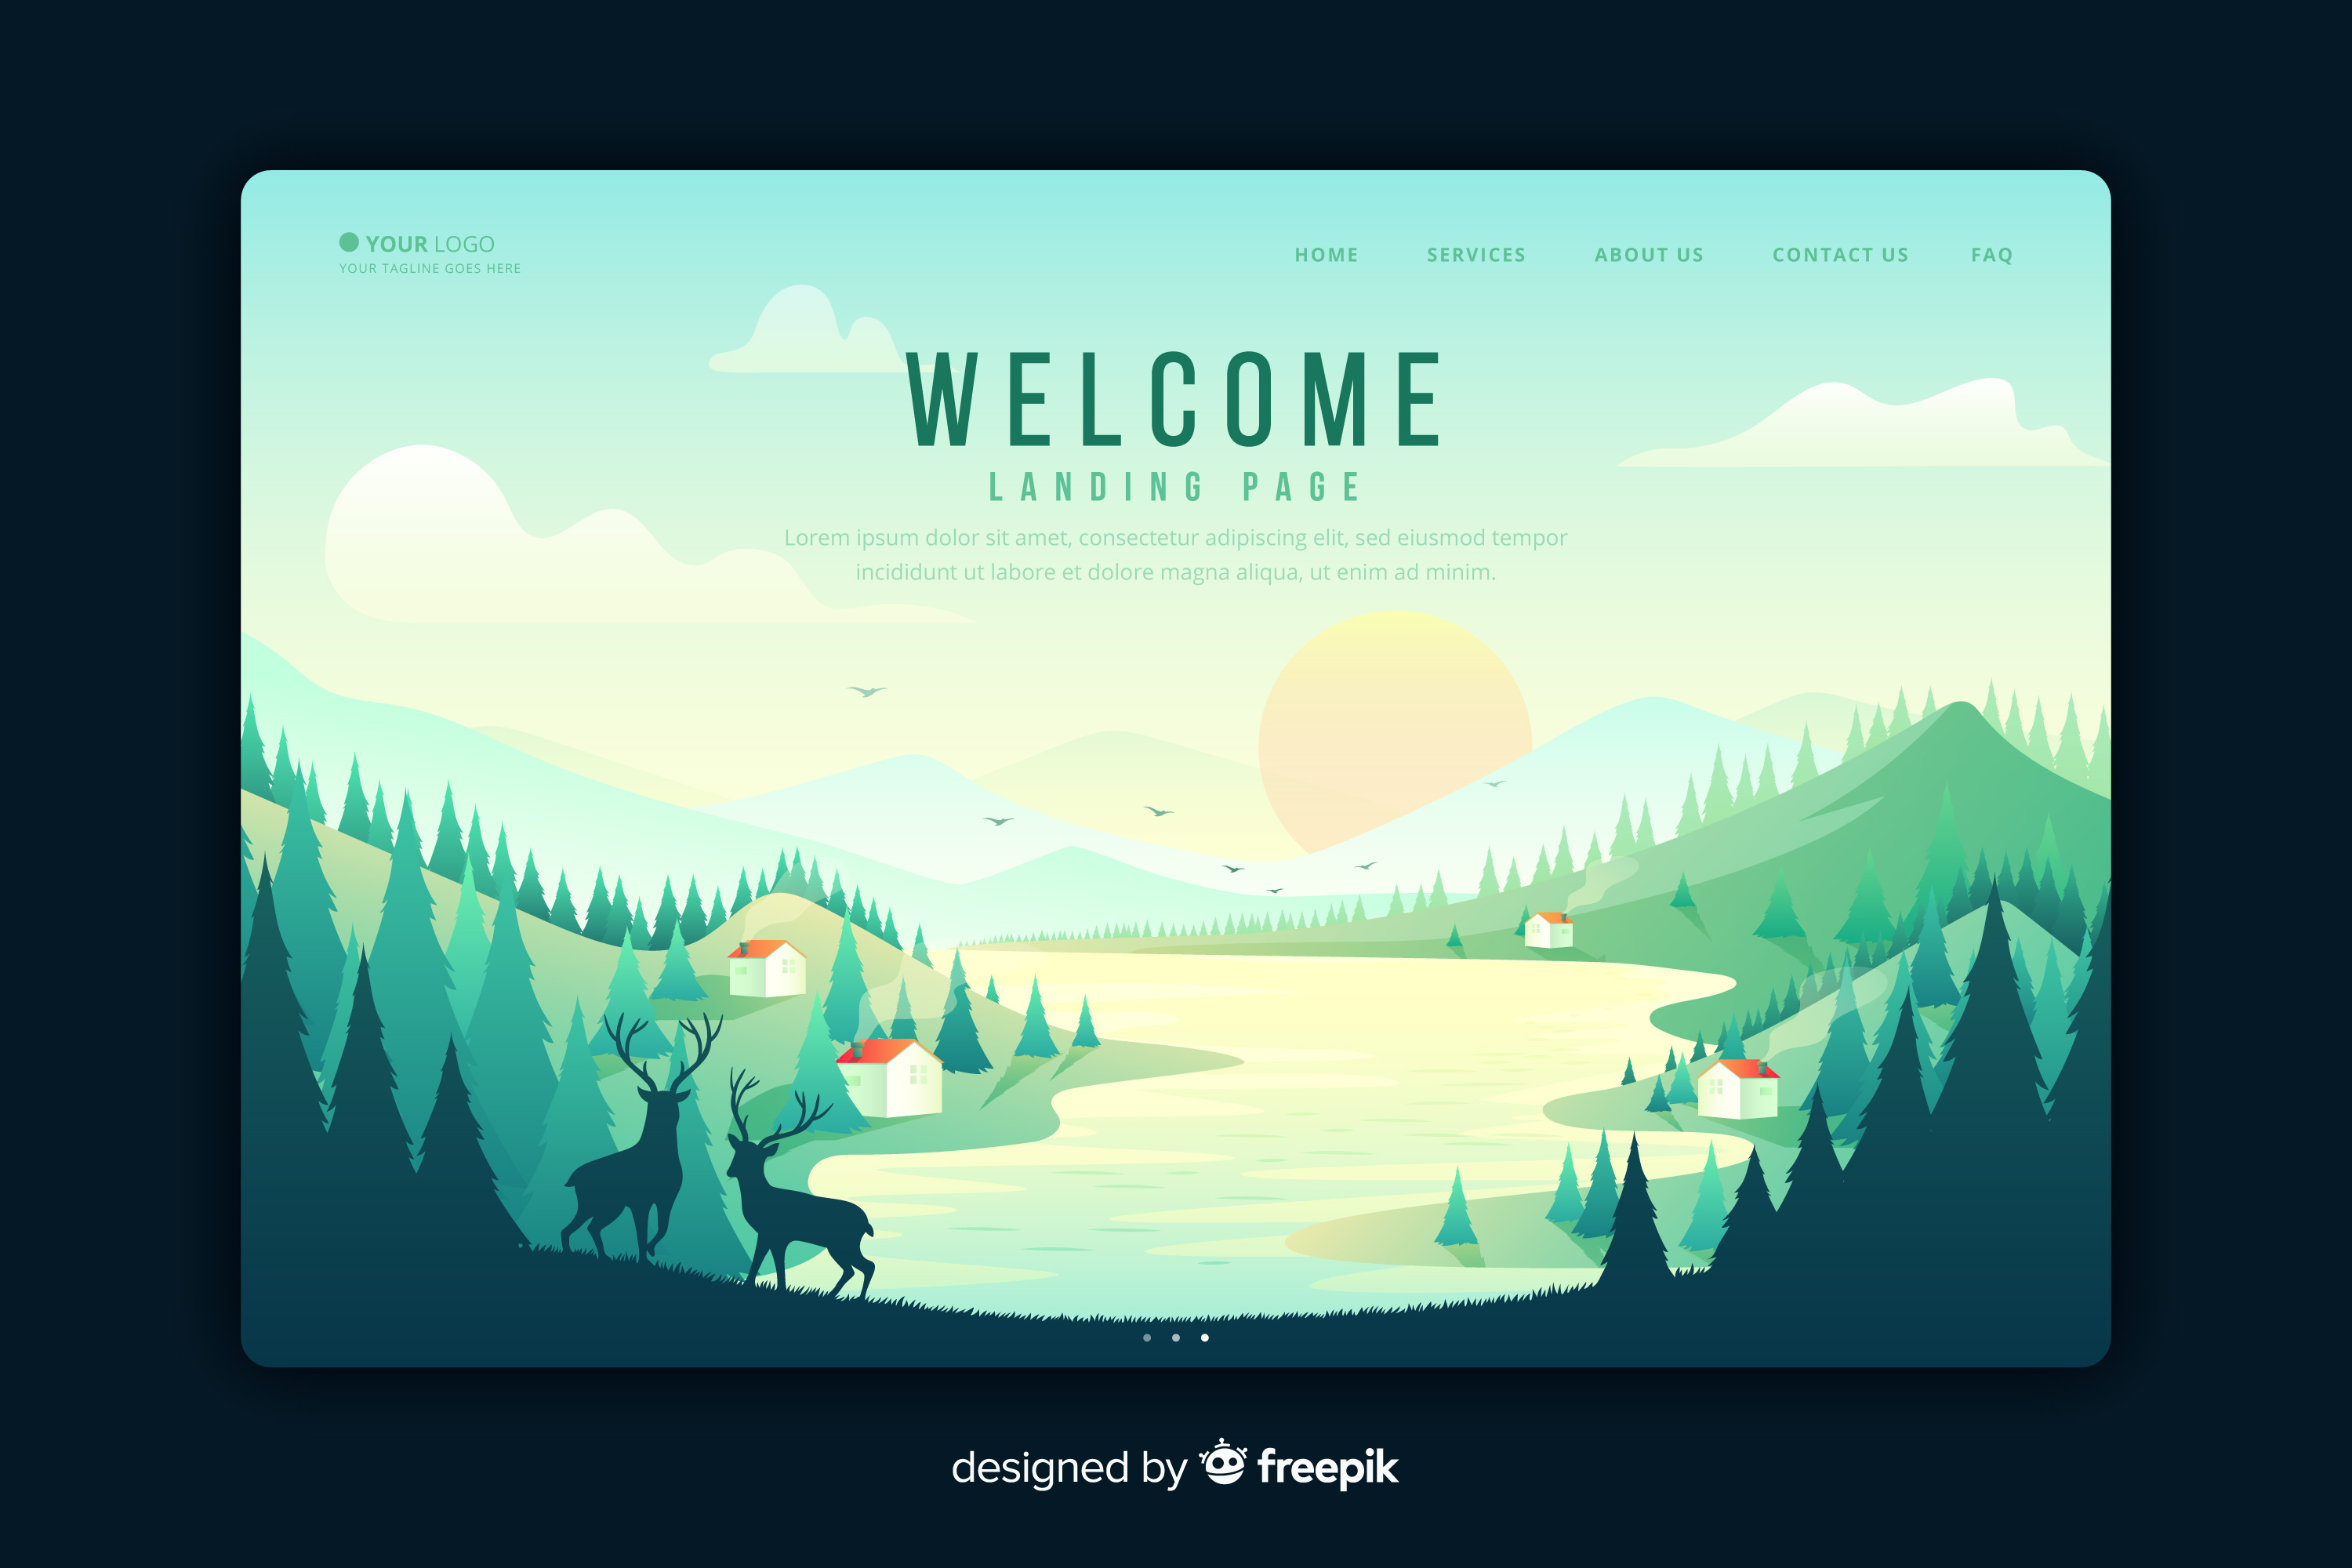 YOUR LOGO
YOUR TAGLINE GOES HERE
HOME SERVICES ABOUT US CONTACT US FAQ
WELCOME
LANDING PAGE
Lorem ipsum dolor sit amet, consectetur adipiscing elit, sed eiusmod tempor
incididunt ut labore et dolore magna aliqua, ut enim ad minim.
designed by freepik